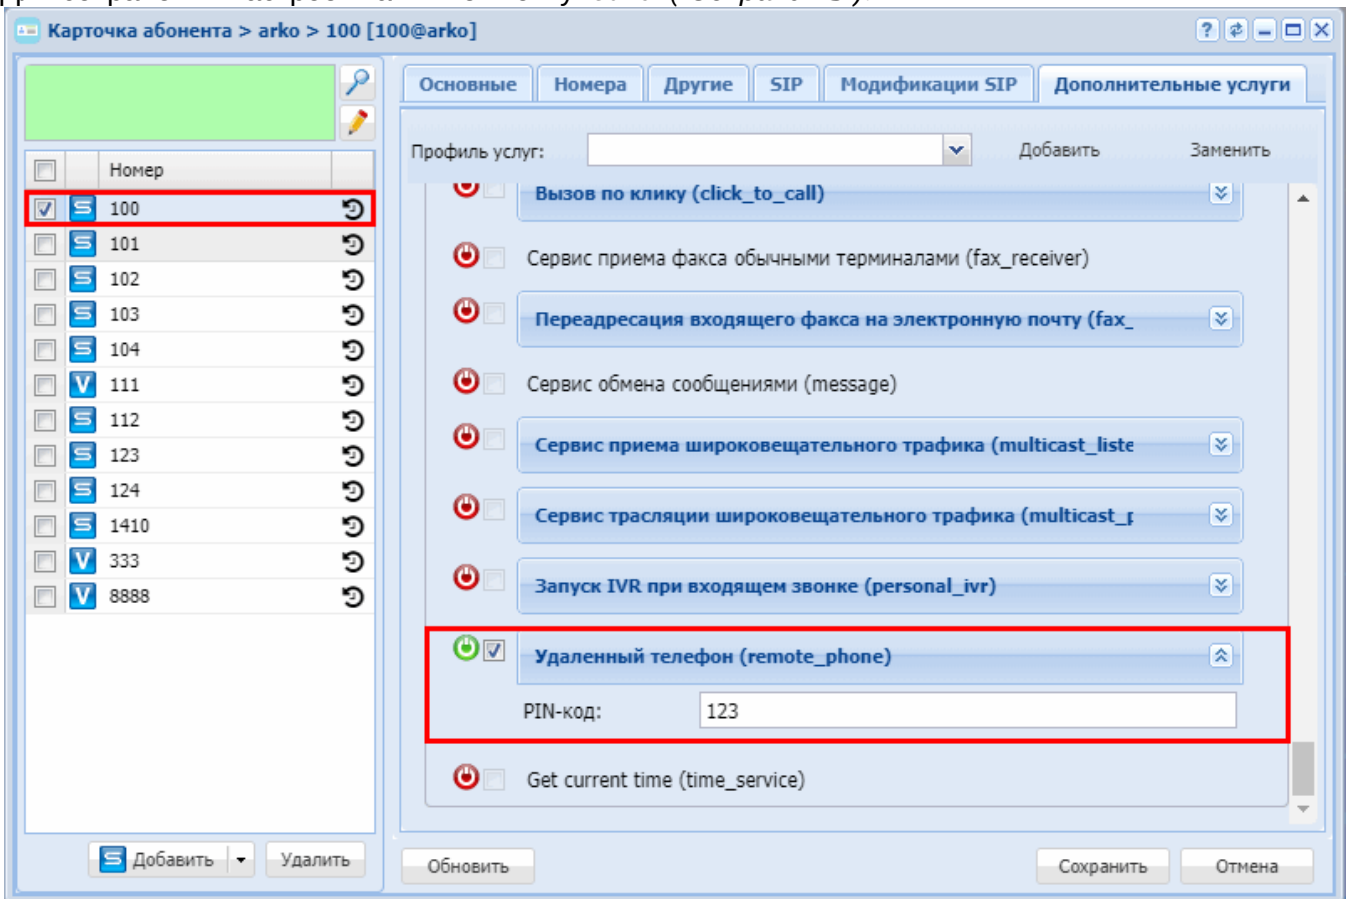 Карточка абонента > arko > 100 [100@arko]
Номер
100
101
102
103
104
111
112
123
124
1410
333
8888
Добавить
Удалить
Основные
Номера
Другие
SIP
Модификации SIP
Дополнительные услуги
Профиль услуг:
Добавить
Заменить
Вызов по клику (click_to_call)
Сервис приема факса обычными терминалами (fax_receiver)
Переадресация входящего факса на электронную почту (fax_
Сервис обмена сообщениями (message)
Сервис приема широковещательного трафика (multicast_liste
Сервис трасляции широковещательного трафика (multicast_p
Запуск IVR при входящем звонке (personal_ivr)
Удаленный телефон (remote_phone)
PIN-код:
123
Get current time (time_service)
Обновить
Сохранить
Отмена